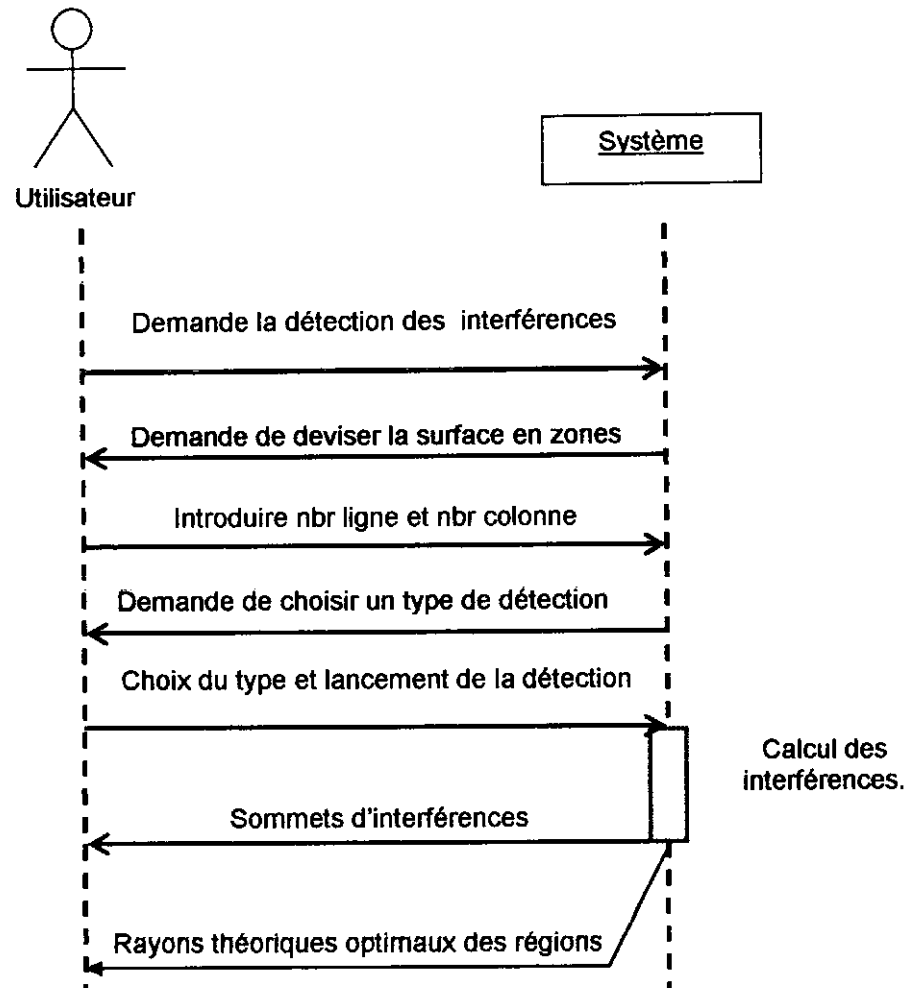 Système
Utilisateur
Demande la détection des interférences
Demande de deviser la surface en zones
Introduire nbr ligne et nbr colonne
Demande de choisir un type de détection
Choix du type et lancement de la détection
Calcul des
interférences.
Sommets d'interférences
Rayons théoriques optimaux des régions